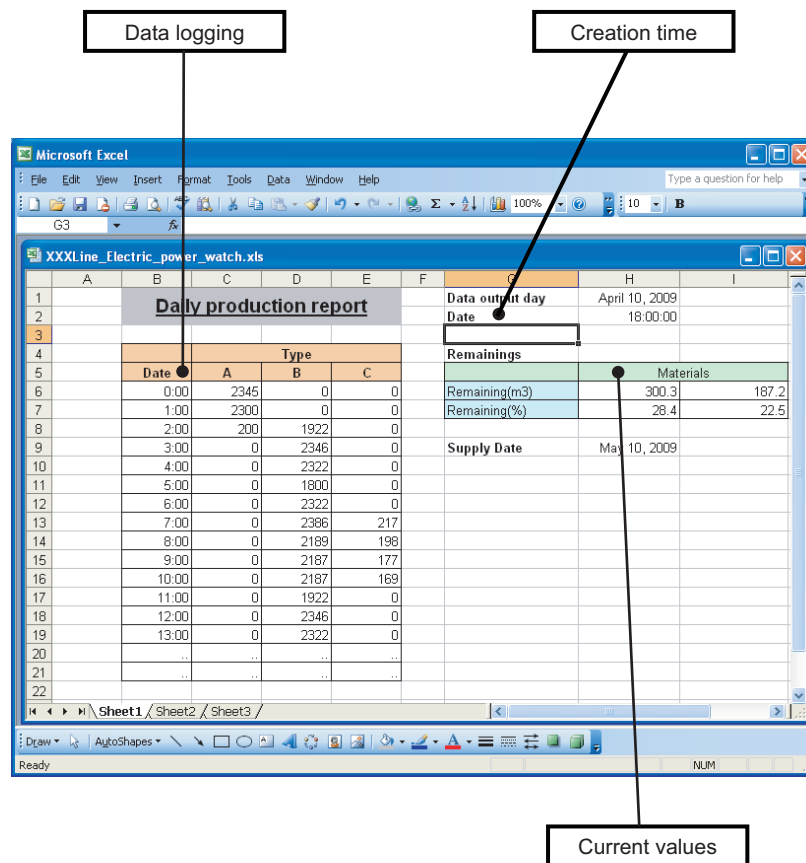 Data logging
Creation time
Microsoft Excel
File Edit View Insert Format Tools Data Window Help
Type a question for help
100%
10 B
G3 fx
XXXLine_Electric_power_watch.xls
A B C D E F G H I
1 Daily production report Data output day April 10, 2009
2 Date 18:00:00
3
4 Type Remainings
5 Date A B C Materials
6 0:00 2345 0 0 Remaining(m3) 300.3 187.2
7 1:00 2300 0 0 Remaining(%) 28.4 22.5
8 2:00 200 1922 0
9 3:00 0 2346 0 Supply Date May 10, 2009
10 4:00 0 2322 0
11 5:00 0 1800 0
12 6:00 0 2322 0
13 7:00 0 2386 217
14 8:00 0 2189 198
15 9:00 0 2187 177
16 10:00 0 2187 169
17 11:00 0 1922 0
18 12:00 0 2346 0
19 13:00 0 2322 0
20 .. .. .. ..
21 .. .. .. ..
22
Sheet1 / Sheet2 / Sheet3 /
Draw AutoShapes
Ready NUM
Current values